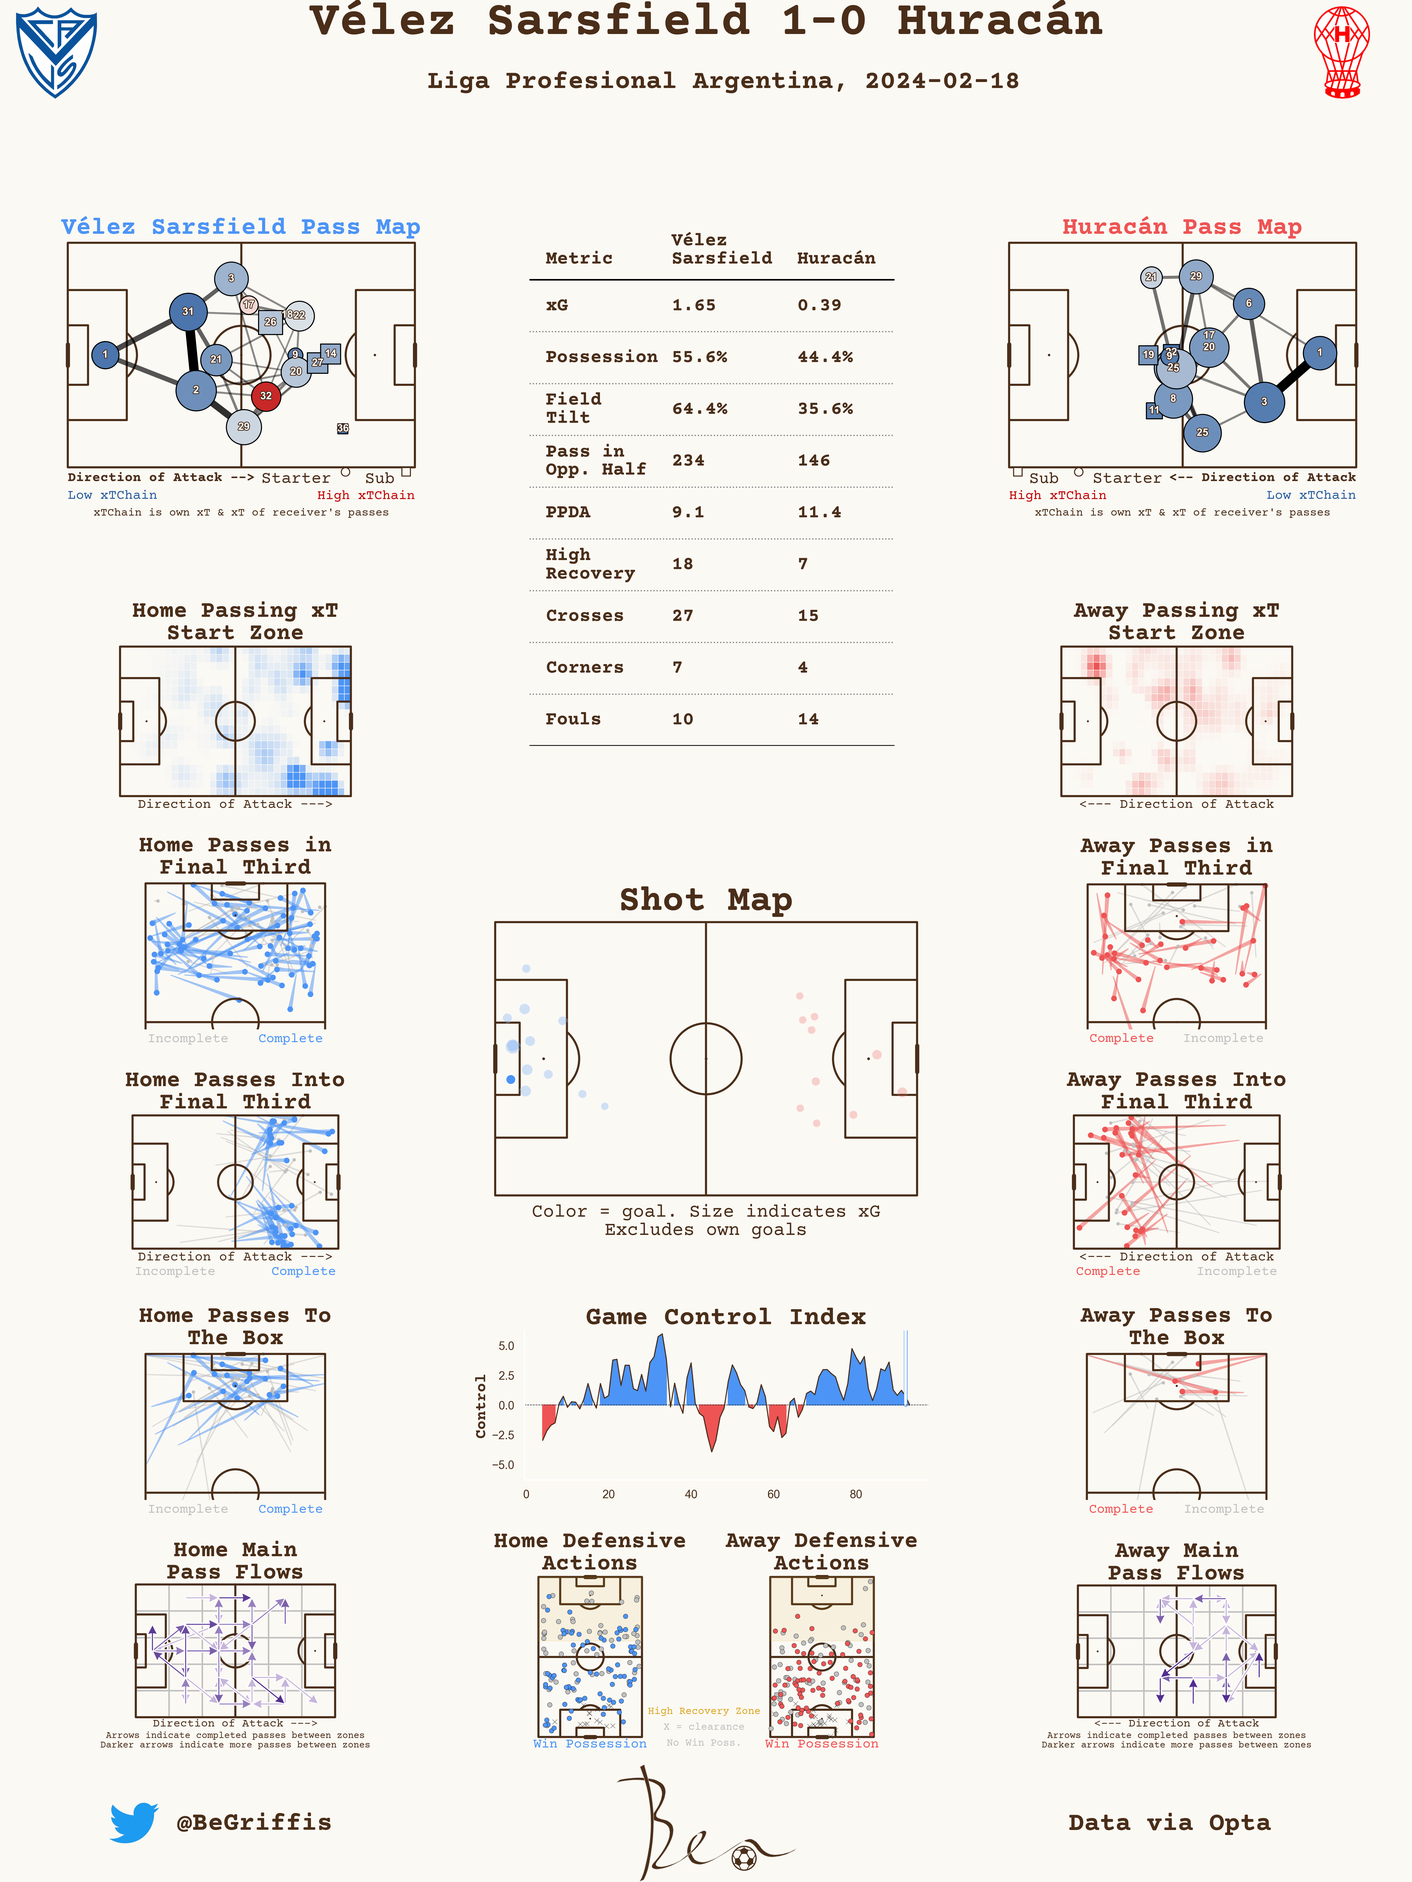 Vélez Sarsfield 1-0 Huracán
Liga Profesional Argentina, 2024-02-18
Vélez Sarsfield Pass Map
3
17
31
26
8
22
1
21
9
14
27
20
2
32
29
36
Direction of Attack --> Starter Sub
Low xTChain High xTChain
xTChain is own xT & xT of receiver's passes
Metric Vélez Sarsfield Huracán
xG 1.65 0.39
Possession 55.6% 44.4%
Field Tilt 64.4% 35.6%
Pass in Opp. Half 234 146
PPDA 9.1 11.4
High Recovery 18 7
Crosses 27 15
Corners 7 4
Fouls 10 14
Huracán Pass Map
21
29
6
17
20
19
9
1
25
8
3
11
25
Sub Starter <-- Direction of Attack
High xTChain Low xTChain
xTChain is own xT & xT of receiver's passes
Home Passing xT
Start Zone
Direction of Attack --->
Away Passing xT
Start Zone
<--- Direction of Attack
Home Passes in
Final Third
Incomplete Complete
Shot Map
Color = goal. Size indicates xG
Excludes own goals
Away Passes in
Final Third
Complete Incomplete
Home Passes Into
Final Third
Direction of Attack --->
Incomplete Complete
Away Passes Into
Final Third
<--- Direction of Attack
Complete Incomplete
Home Passes To
The Box
Incomplete Complete
Game Control Index
Control
5.0
2.5
0.0
−2.5
−5.0
0 20 40 60 80
Away Passes To
The Box
Complete Incomplete
Home Main
Pass Flows
Direction of Attack --->
Arrows indicate completed passes between zones
Darker arrows indicate more passes between zones
Home Defensive
Actions
Win Possession
High Recovery Zone
X = clearance
No Win Poss.
Away Defensive
Actions
Win Possession
Away Main
Pass Flows
<--- Direction of Attack
Arrows indicate completed passes between zones
Darker arrows indicate more passes between zones
@BeGriffis
Ben
Data via Opta